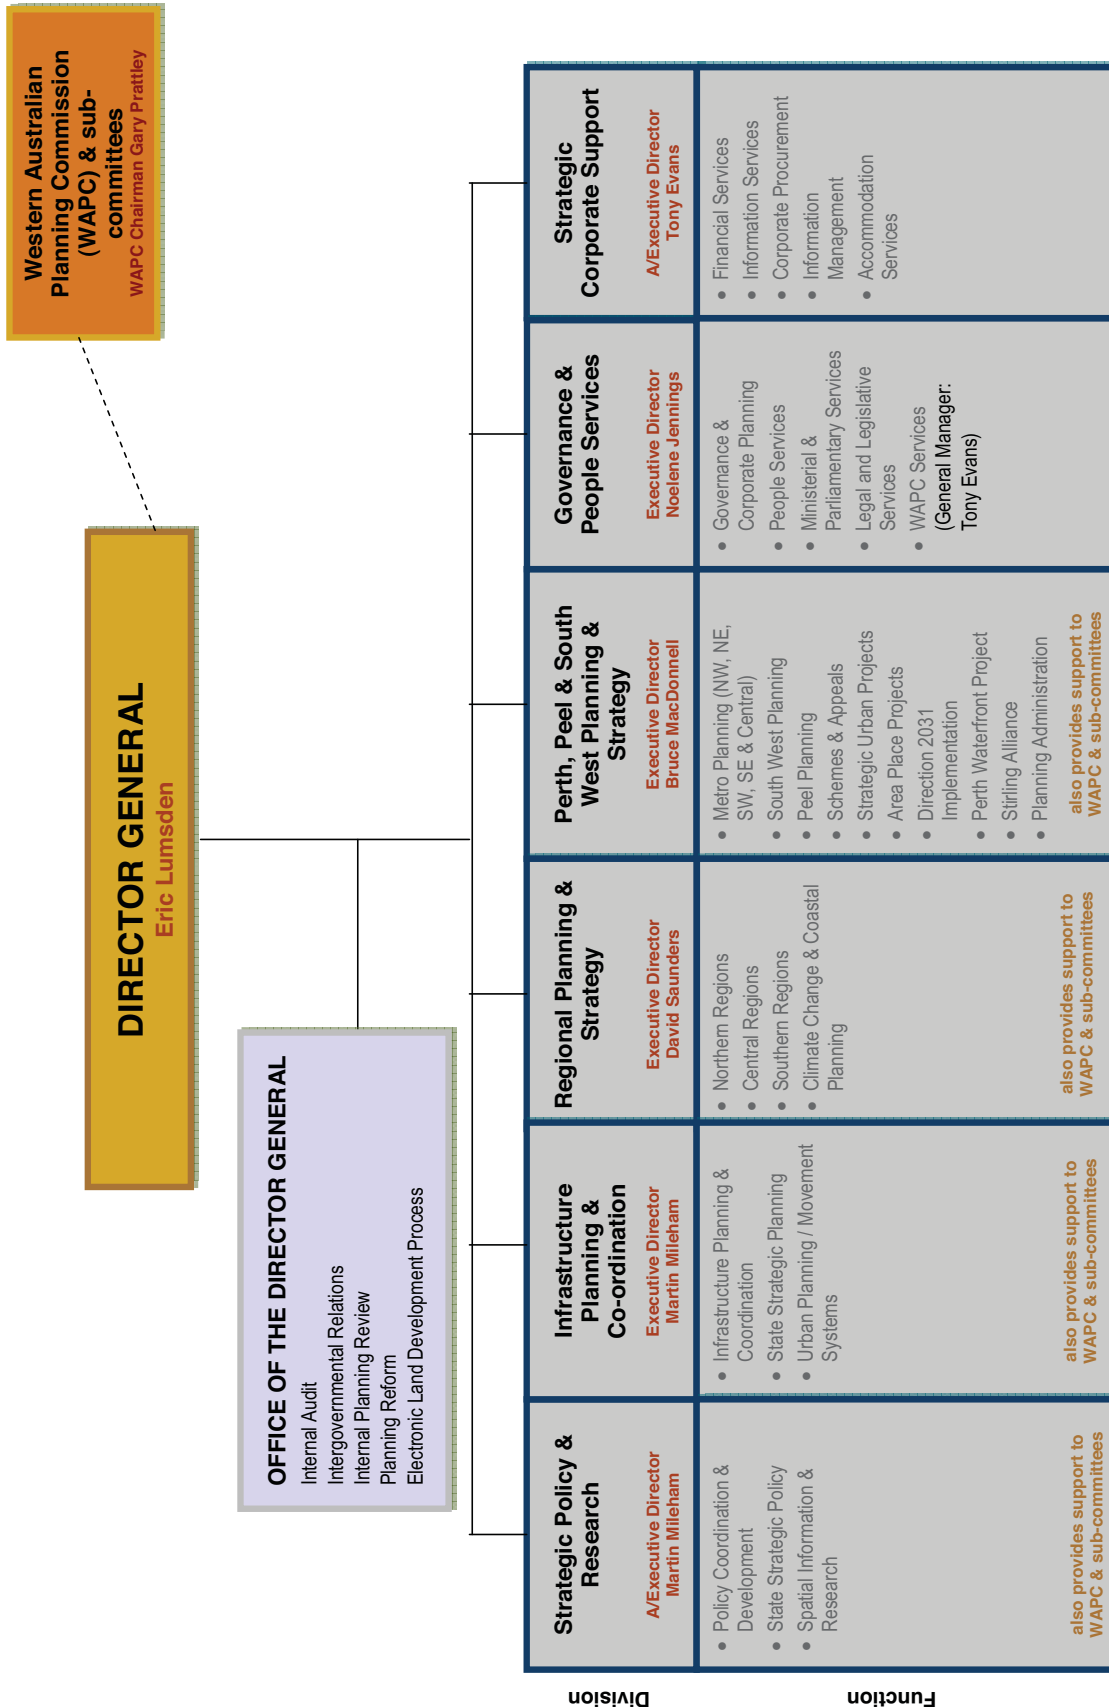 Western Australian
Planning Commission
(WAPC) & sub-
committees
WAPC Chairman Gary Prattley
DIRECTOR GENERAL
Eric Lumsden
OFFICE OF THE DIRECTOR GENERAL
Internal Audit
Intergovernmental Relations
Internal Planning Review
Planning Reform
Electronic Land Development Process
Division
Strategic Policy &
Research
A/Executive Director
Martin Mileham
Infrastructure
Planning &
Co-ordination
Executive Director
Martin Mileham
Regional Planning &
Strategy
Executive Director
David Saunders
Perth, Peel & South
West Planning &
Strategy
Executive Director
Bruce MacDonnell
Governance &
People Services
Executive Director
Noelene Jennings
Strategic
Corporate Support
A/Executive Director
Tony Evans
Function
• Policy Coordination &
Development
• State Strategic Policy
• Spatial Information &
Research
also provides support to
WAPC & sub-committees
• Infrastructure Planning &
Coordination
• State Strategic Planning
• Urban Planning / Movement
Systems
also provides support to
WAPC & sub-committees
• Northern Regions
• Central Regions
• Southern Regions
• Climate Change & Coastal
Planning
also provides support to
WAPC & sub-committees
• Metro Planning (NW, NE,
SW, SE & Central)
• South West Planning
• Peel Planning
• Schemes & Appeals
• Strategic Urban Projects
• Area Place Projects
• Direction 2031
Implementation
• Perth Waterfront Project
• Stirling Alliance
• Planning Administration
also provides support to
WAPC & sub-committees
• Governance &
Corporate Planning
• People Services
• Ministerial &
Parliamentary Services
• Legal and Legislative
Services
• WAPC Services
(General Manager:
Tony Evans)
• Financial Services
• Information Services
• Corporate Procurement
• Information
Management
• Accommodation
Services